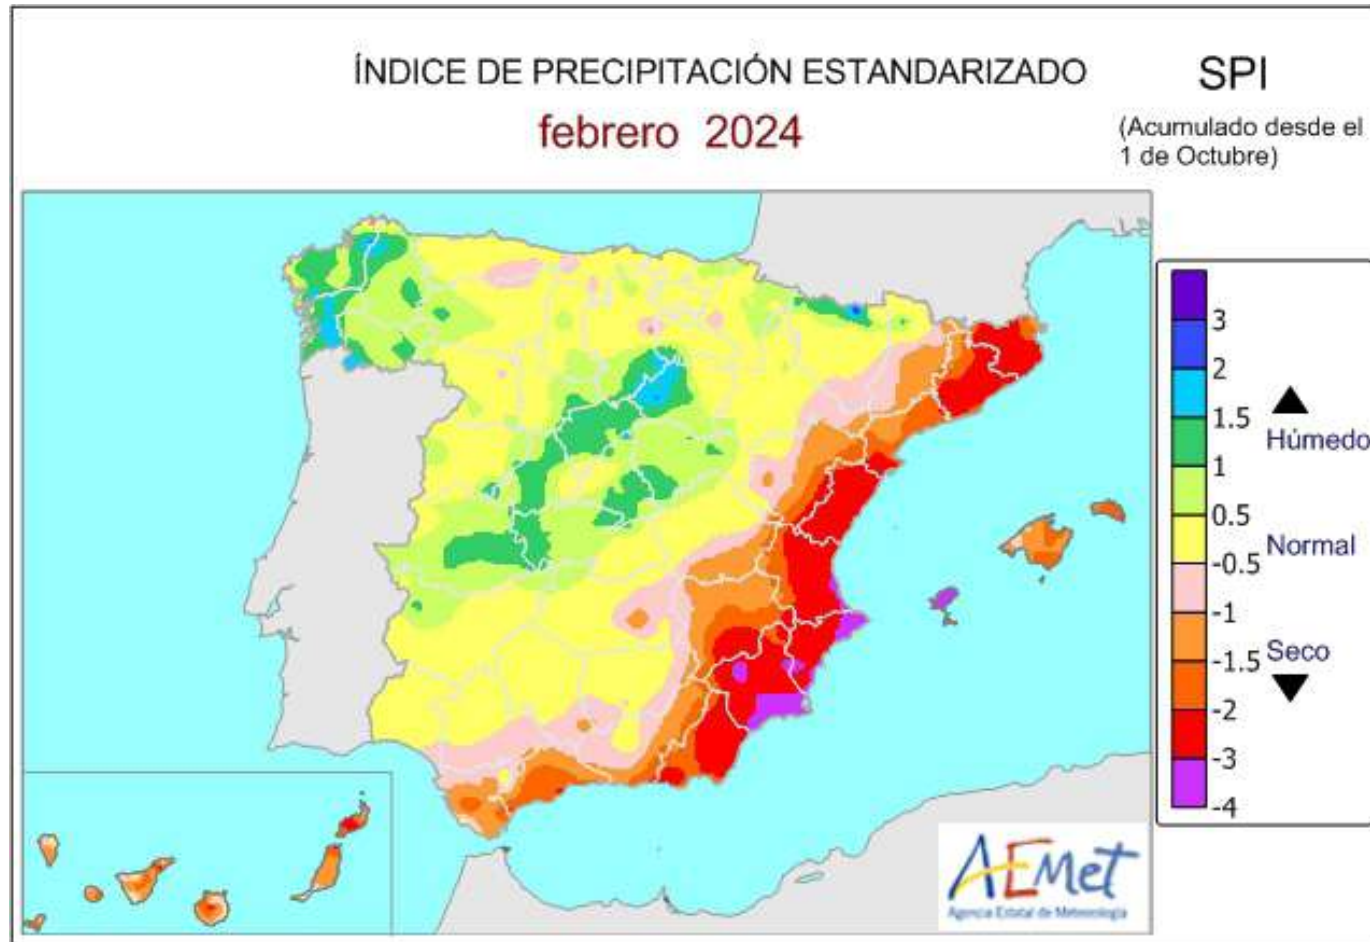 ÍNDICE DE PRECIPITACIÓN ESTANDARIZADO
SPI
febrero 2024
(Acumulado desde el
1 de Octubre)
3
2
1.5
Húmedo
1
0.5
Normal
-0.5
-1
Seco
-1.5
-2
-3
-4
AEMet
Agencia Estatal de Meteorología